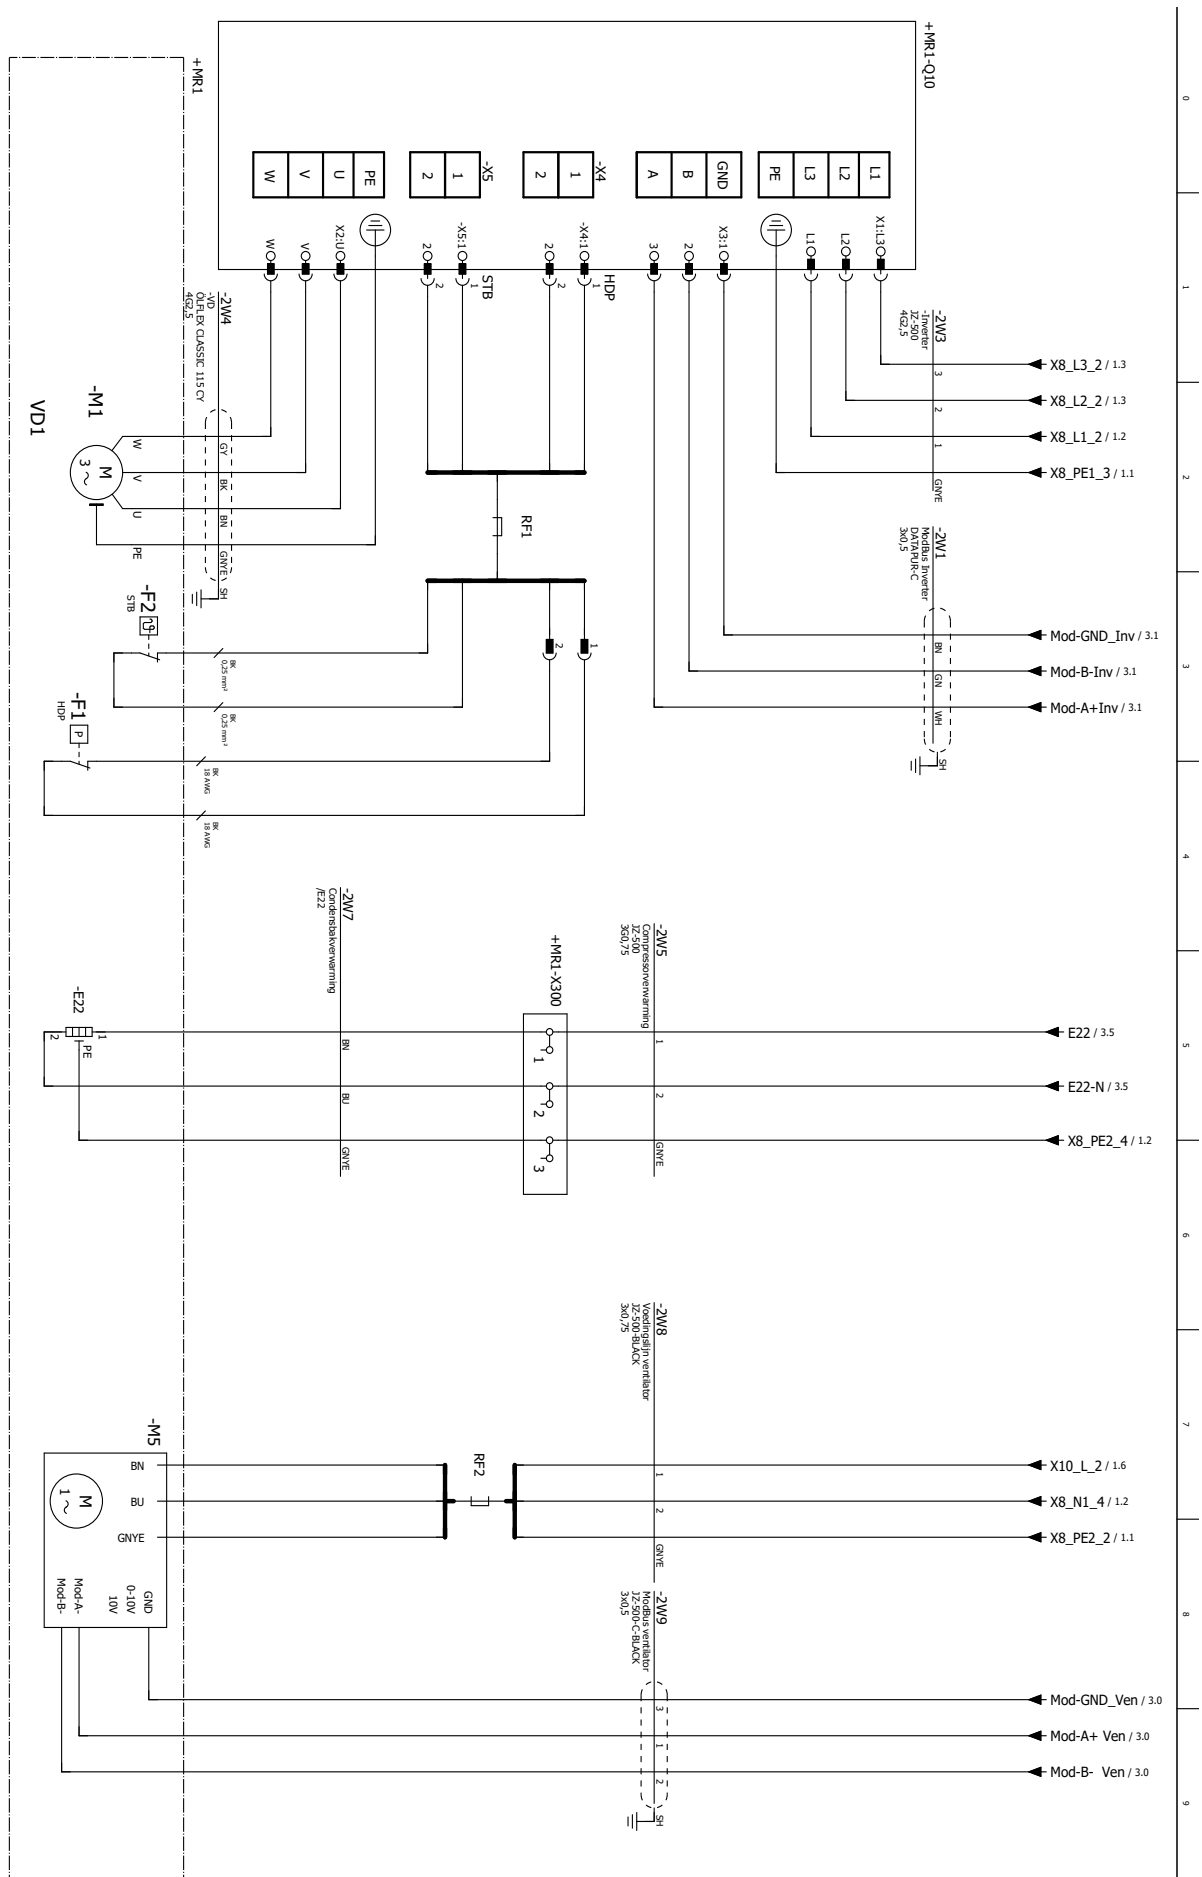 0
1
2
3
4
5
6
7
8
9
X8_L3_2 / 1.3
X8_L2_2 / 1.3
X8_L1_2 / 1.2
X8_PE1_3 / 1.1
Mod-GND_Inv / 3.1
Mod-B-Inv / 3.1
Mod-A+Inv / 3.1
E22 / 3.5
E22-N / 3.5
X8_PE2_4 / 1.2
X10_L_2 / 1.6
X8_N1_4 / 1.2
X8_PE2_2 / 1.1
Mod-GND_Ven / 3.0
Mod-A+ Ven / 3.0
Mod-B- Ven / 3.0
-2W3
-Inverter
JZ-500
4G2,5
3
2
1
GNYE
-2W1
ModBus Inverter
DATAPUR-C
3x0,5
BN
GN
WH
SH
-2W5
Compressorverwarming
JZ-500
3G0,75
1
2
GNYE
-2W8
Voedingslijn ventilator
JZ-500-BLACK
3x0,75
1
2
GNYE
-2W9
ModBus ventilator
JZ-500-C-BLACK
3x0,5
3
1
2
SH
+MR1-Q10
L1
L2
L3
PE
GND
B
A
-X4
1
2
-X5
1
2
PE
U
V
W
X1:L3
L2
L1
X3:1
2
3
-X4:1
2
-X5:1
2
X2:U
V
W
HDP
1
2
STB
1
2
RF1
1
2
+MR1-X300
1
2
3
RF2
-2W4
-VD
ÖLFLEX CLASSIC 115 CY
4G2,5
GY
BK
BN
GNYE
SH
-2W7
Condensbakverwarming
/E22
BN
BU
GNYE
+MR1
VD1
-M1
M
3 ~
W
V
U
PE
-F2
STB
BK
0,25 mm²
BK
0,25 mm²
-F1
HDP
P
BK
18 AWG
BK
18 AWG
-E22
1
2
PE
-M5
M
1 ~
BN
BU
GNYE
GND
0-10V
10V
Mod-A-
Mod-B-